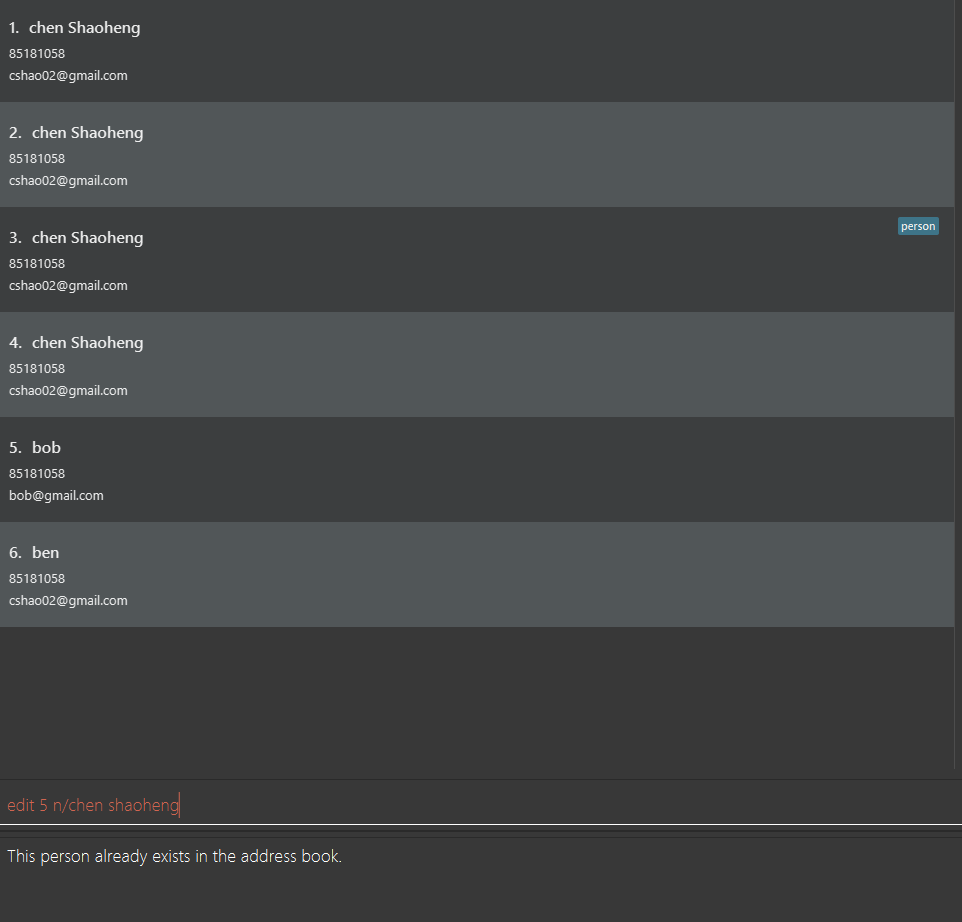 1. chen Shaoheng
85181058
cshao02@gmail.com
2. chen Shaoheng
85181058
cshao02@gmail.com
3. chen Shaoheng
person
85181058
cshao02@gmail.com
4. chen Shaoheng
85181058
cshao02@gmail.com
5. bob
85181058
bob@gmail.com
6. ben
85181058
cshao02@gmail.com
edit 5 n/chen shaoheng
This person already exists in the address book.